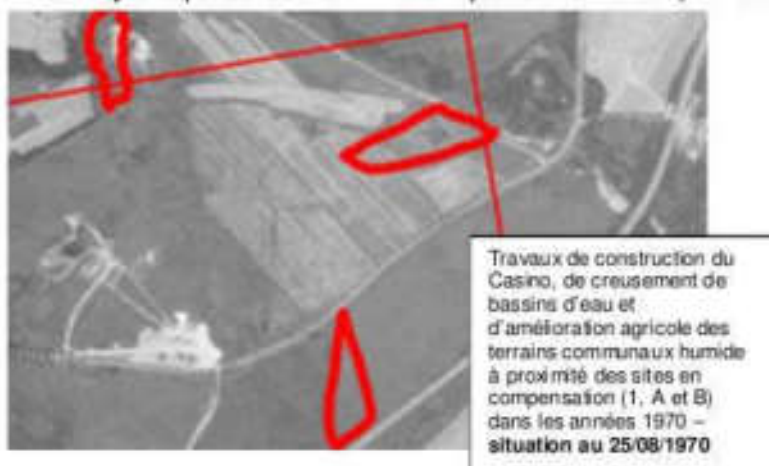 Travaux de construction du
Casino, de creusement de
bassins d'eau et
d'amélioration agricole des
terrains communaux humide
à proximité des sites en
compensation (1, A et B)
dans les années 1970 –
situation au 25/08/1970